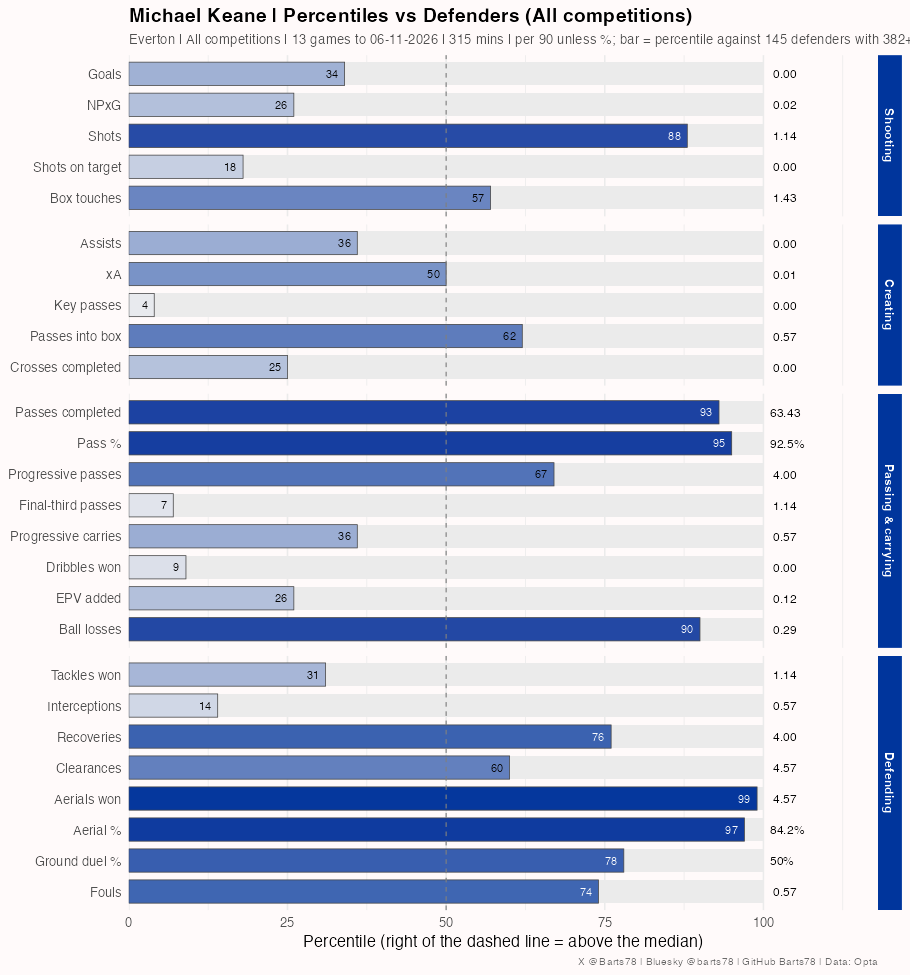 Michael Keane | Percentiles vs Defenders (All competitions)
Everton | All competitions | 13 games to 06-11-2026 | 315 mins | per 90 unless %; bar = percentile against 145 defenders with 382+
Goals 34 0.00
NPxG 26 0.02
Shots 88 1.14
Shots on target 18 0.00
Box touches 57 1.43
Shooting
Assists 36 0.00
xA 50 0.01
Key passes 4 0.00
Passes into box 62 0.57
Crosses completed 25 0.00
Creating
Passes completed 93 63.43
Pass % 95 92.5%
Progressive passes 67 4.00
Final-third passes 7 1.14
Progressive carries 36 0.57
Dribbles won 9 0.00
EPV added 26 0.12
Ball losses 90 0.29
Passing & carrying
Tackles won 31 1.14
Interceptions 14 0.57
Recoveries 76 4.00
Clearances 60 4.57
Aerials won 99 4.57
Aerial % 97 84.2%
Ground duel % 78 50%
Fouls 74 0.57
Defending
0 25 50 75 100
Percentile (right of the dashed line = above the median)
X @Barts78 | Bluesky @barts78 | GitHub Barts78 | Data: Opta